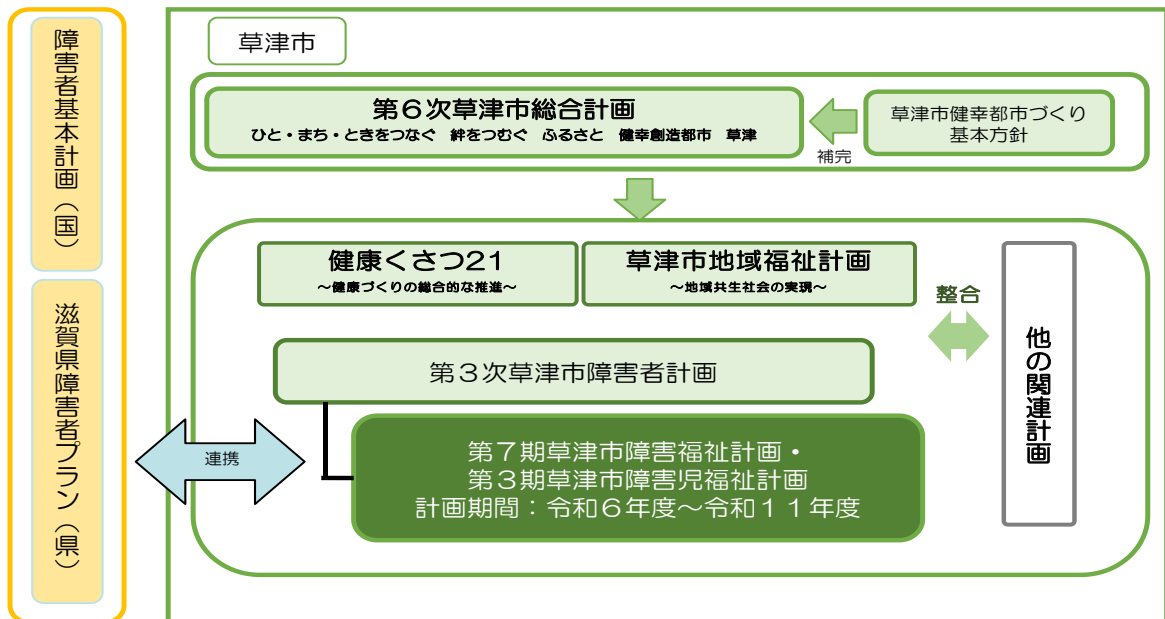 障害者基本計画（国）
滋賀県障害者プラン（県）
草津市
第６次草津市総合計画
ひと・まち・ときをつなぐ　絆をつむぐ　ふるさと　健幸創造都市　草津
補完
草津市健幸都市づくり
基本方針
健康くさつ21
～健康づくりの総合的な推進～
草津市地域福祉計画
～地域共生社会の実現～
整合
他の関連計画
第３次草津市障害者計画
連携
第７期草津市障害福祉計画・
第３期草津市障害児福祉計画
計画期間：令和６年度～令和１１年度